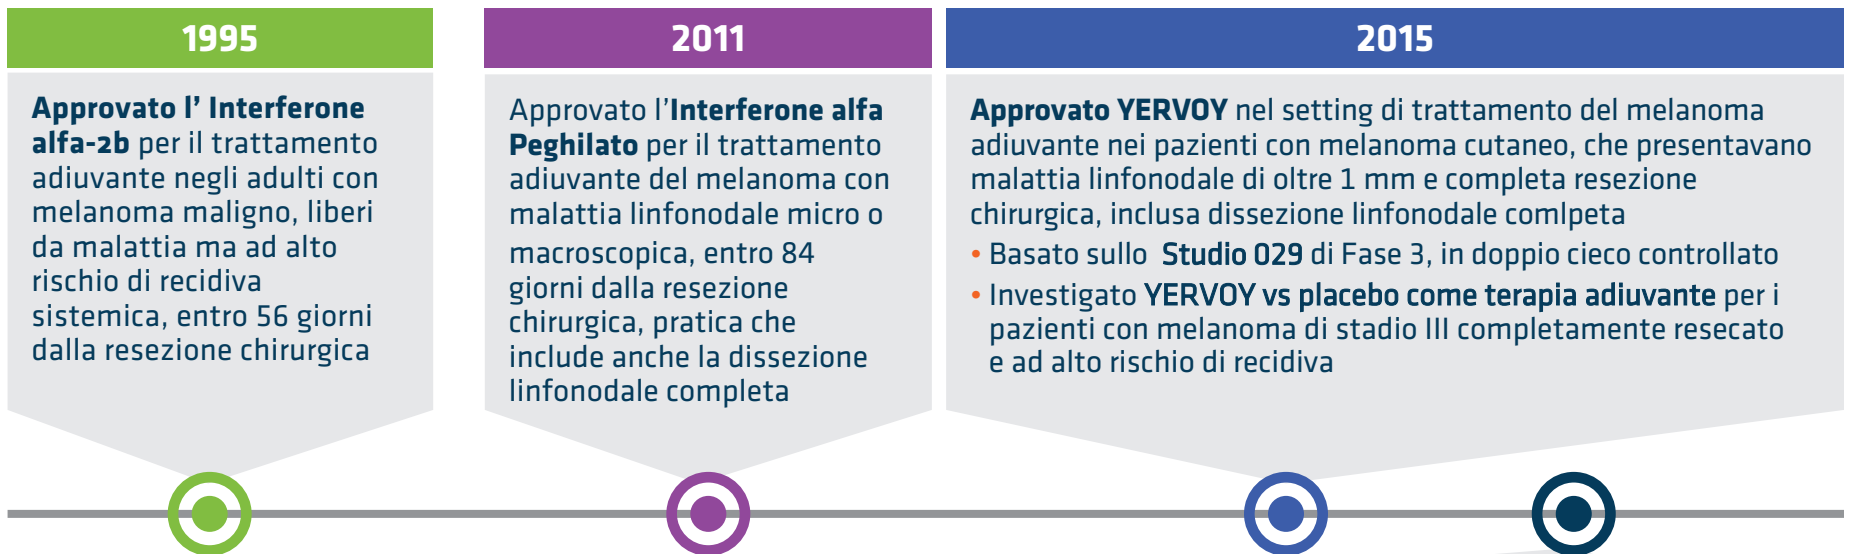 1995
Approvato l’ Interferone
alfa-2b per il trattamento
adiuvante negli adulti con
melanoma maligno, liberi
da malattia ma ad alto
rischio di recidiva
sistemica, entro 56 giorni
dalla resezione chirurgica
2011
Approvato l’Interferone alfa
Peghilato per il trattamento
adiuvante del melanoma con
malattia linfonodale micro o
macroscopica, entro 84
giorni dalla resezione
chirurgica, pratica che
include anche la dissezione
linfonodale completa
2015
Approvato YERVOY nel setting di trattamento del melanoma
adiuvante nei pazienti con melanoma cutaneo, che presentavano
malattia linfonodale di oltre 1 mm e completa resezione
chirurgica, inclusa dissezione linfonodale comlpeta
• Basato sullo Studio 029 di Fase 3, in doppio cieco controllato
• Investigato YERVOY vs placebo come terapia adiuvante per i
pazienti con melanoma di stadio III completamente resecato
e ad alto rischio di recidiva